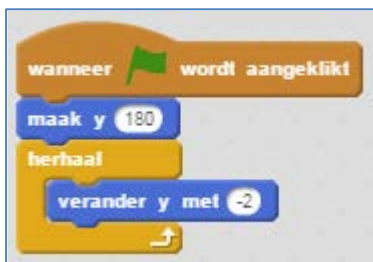 wanneer wordt aangeklikt
maak y 180
herhaal
verander y met -2